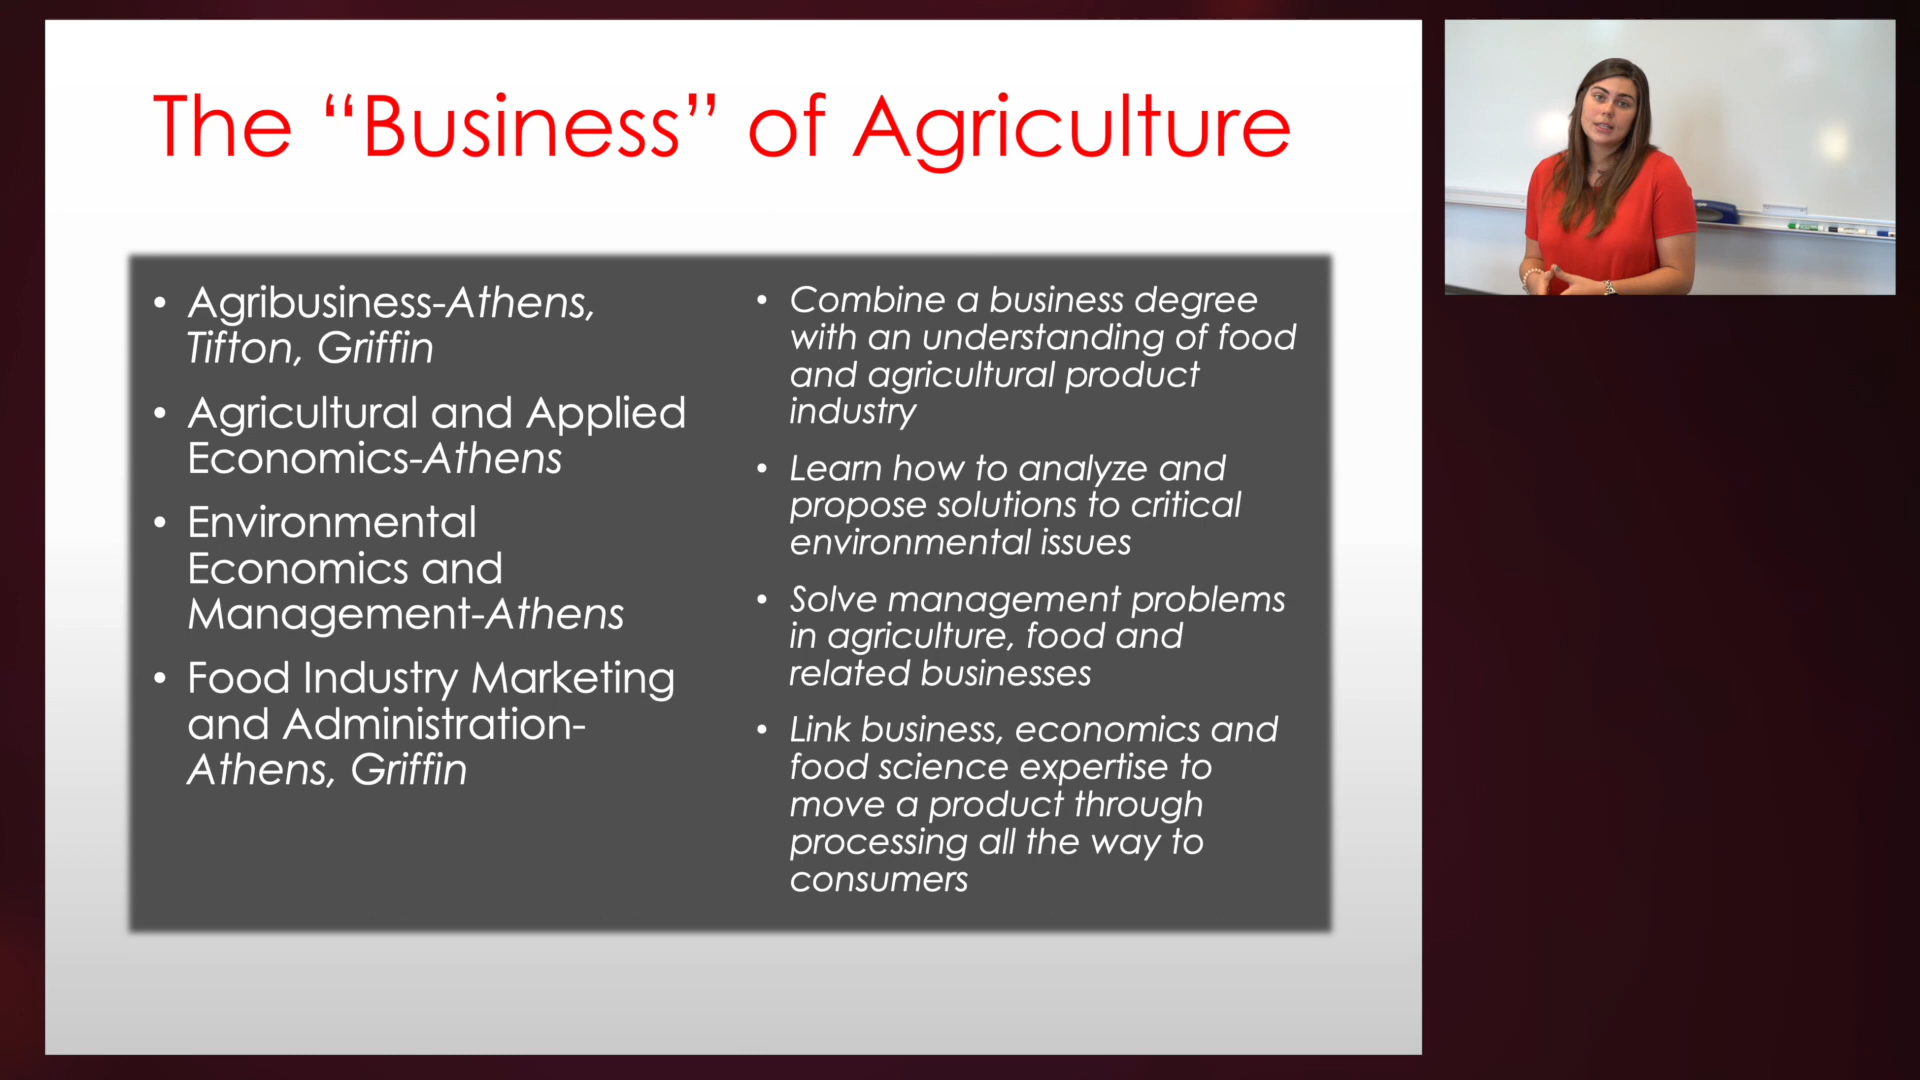 The “Business” of Agriculture
• Agribusiness-Athens,
Tifton, Griffin
• Agricultural and Applied
Economics-Athens
• Environmental
Economics and
Management-Athens
• Food Industry Marketing
and Administration-
Athens, Griffin
• Combine a business degree
with an understanding of food
and agricultural product
industry
• Learn how to analyze and
propose solutions to critical
environmental issues
• Solve management problems
in agriculture, food and
related businesses
• Link business, economics and
food science expertise to
move a product through
processing all the way to
consumers